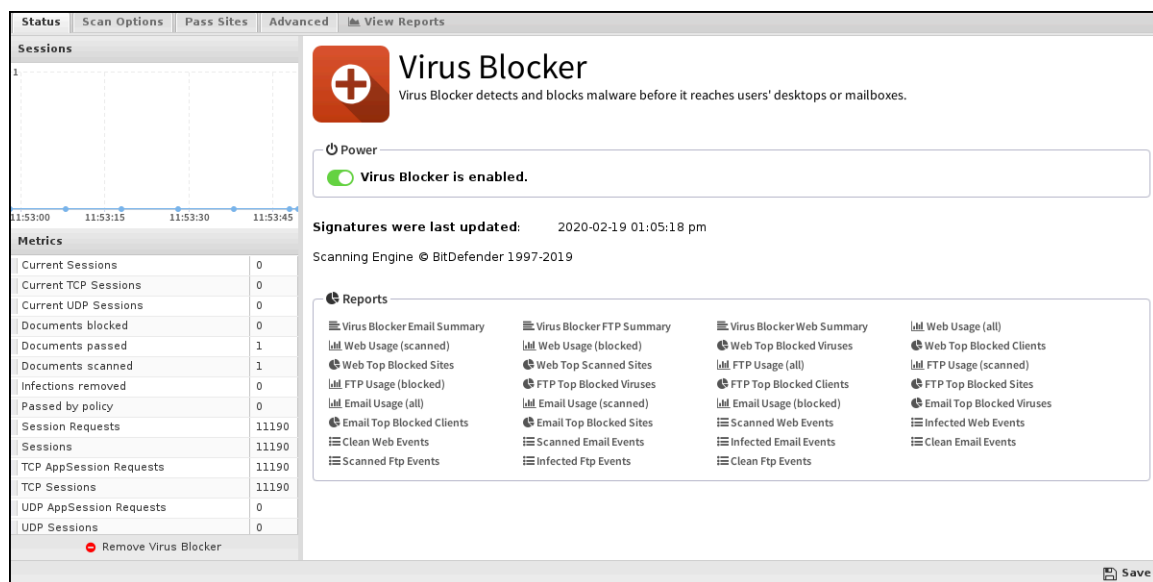 Status Scan Options Pass Sites Advanced View Reports
Sessions
1
11:53:00 11:53:15 11:53:30 11:53:45
Metrics
Current Sessions 0
Current TCP Sessions 0
Current UDP Sessions 0
Documents blocked 0
Documents passed 1
Documents scanned 1
Infections removed 0
Passed by policy 0
Session Requests 11190
Sessions 11190
TCP AppSession Requests 11190
TCP Sessions 11190
UDP AppSession Requests 0
UDP Sessions 0
Remove Virus Blocker
Virus Blocker
Virus Blocker detects and blocks malware before it reaches users' desktops or mailboxes.
Power
Virus Blocker is enabled.
Signatures were last updated: 2020-02-19 01:05:18 pm
Scanning Engine © BitDefender 1997-2019
Reports
Virus Blocker Email Summary Virus Blocker FTP Summary Virus Blocker Web Summary Web Usage (all)
Web Usage (scanned) Web Usage (blocked) Web Top Blocked Viruses Web Top Blocked Clients
Web Top Blocked Sites Web Top Scanned Sites FTP Usage (all) FTP Usage (scanned)
FTP Usage (blocked) FTP Top Blocked Viruses FTP Top Blocked Clients FTP Top Blocked Sites
Email Usage (all) Email Usage (scanned) Email Usage (blocked) Email Top Blocked Viruses
Email Top Blocked Clients Email Top Blocked Sites Scanned Web Events Infected Web Events
Clean Web Events Scanned Email Events Infected Email Events Clean Email Events
Scanned Ftp Events Infected Ftp Events Clean Ftp Events
Save